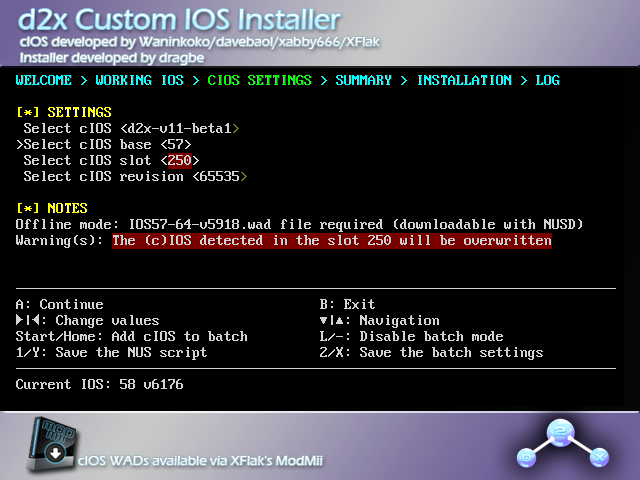 d2x Custom IOS Installer
cIOS developed by Waninkoko/davebaol/xabby666/XFlak
Installer developed by dragbe
WELCOME > WORKING IOS > CIOS SETTINGS > SUMMARY > INSTALLATION > LOG
[*] SETTINGS
Select cIOS <d2x-v11-beta1>
>Select cIOS base <57>
Select cIOS slot <250>
Select cIOS revision <65535>
[*] NOTES
Offline mode: IOS57-64-v5918.wad file required (downloadable with NUSD)
Warning(s): The (c)IOS detected in the slot 250 will be overwritten
A: Continue B: Exit
►|◄: Change values ▼|▲: Navigation
Start/Home: Add cIOS to batch L/-: Disable batch mode
1/Y: Save the NUS script 2/X: Save the batch settings
Current IOS: 58 v6176
cIOS WADs available via XFlak's ModMii
D 2 X